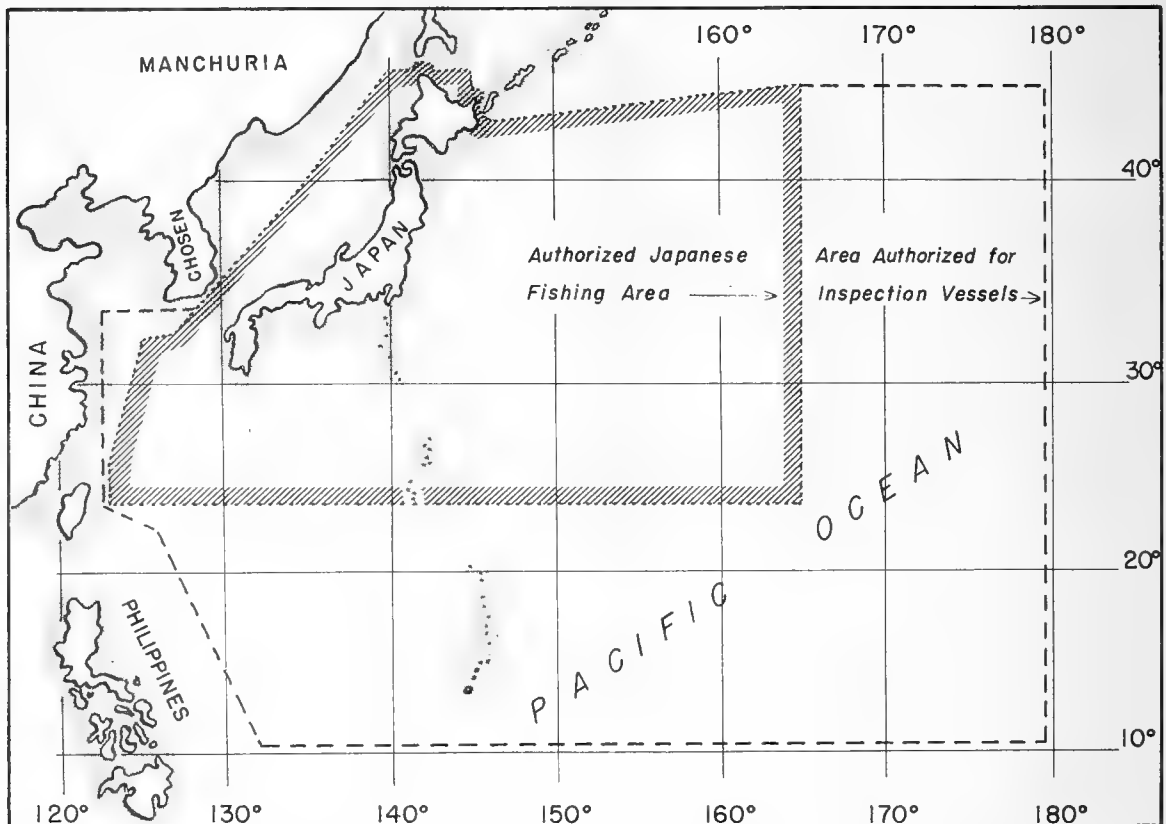 160° 170° 180°
MANCHURIA
40°
CHOSEN
JAPAN
Authorized Japanese
Fishing Area
Area Authorized for
Inspection Vessels
CHINA
30°
PACIFIC OCEAN
20°
PHILIPPINES
10°
120° 130° 140° 150° 160° 170° 180°